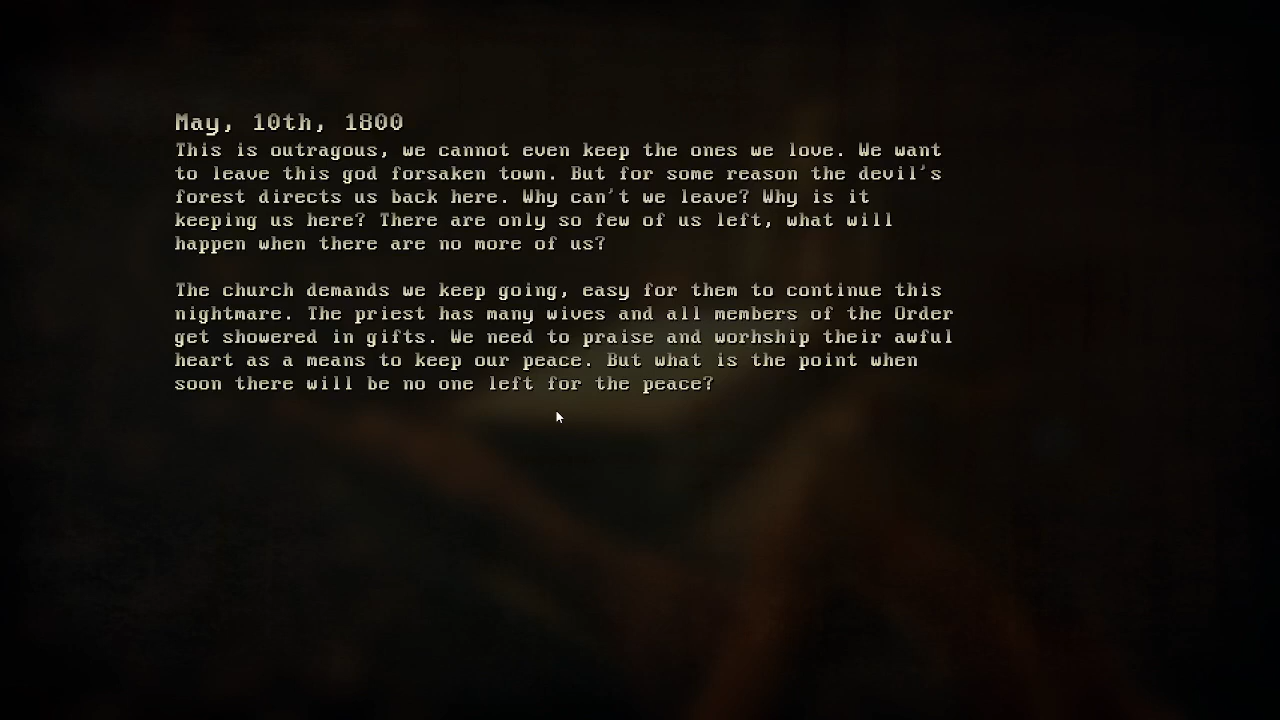 May, 10th, 1800
This is outragous, we cannot even keep the ones we love. We want
to leave this god forsaken town. But for some reason the devil's
forest directs us back here. Why can't we leave? Why is it
keeping us here? There are only so few of us left, what will
happen when there are no more of us?
The church demands we keep going, easy for them to continue this
nightmare. The priest has many wives and all members of the Order
get showered in gifts. We need to praise and worhship their awful
heart as a means to keep our peace. But what is the point when
soon there will be no one left for the peace?